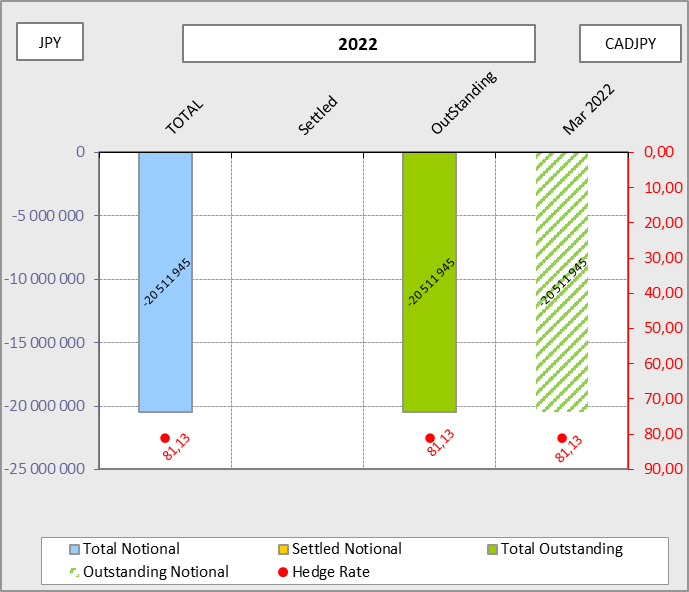 JPY
2022
CADJPY
TOTAL
Settled
OutStanding
Mar 2022
0
-5 000 000
-10 000 000
-15 000 000
-20 000 000
-25 000 000
-20 511 945
-20 511 945
-20 511 945
81,13
81,13
81,13
0,00
10,00
20,00
30,00
40,00
50,00
60,00
70,00
80,00
90,00
Total Notional
Settled Notional
Total Outstanding
Outstanding Notional
Hedge Rate